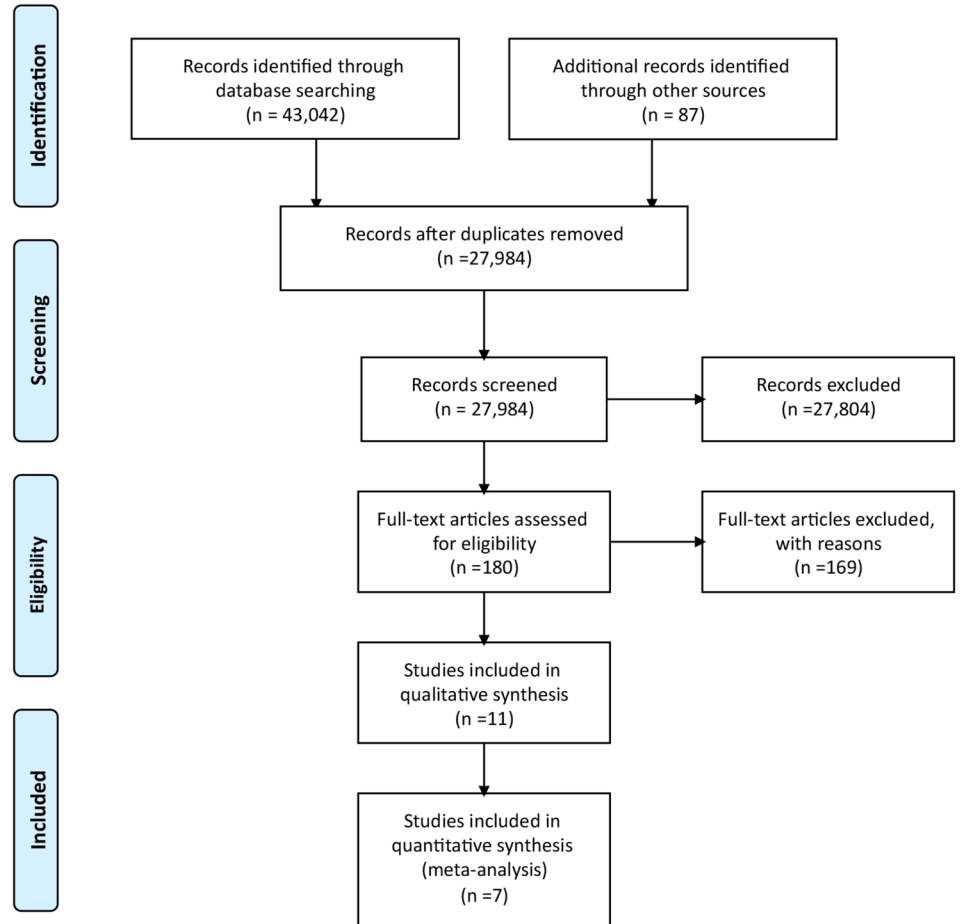 Identification
Records identified through
database searching
(n = 43,042)
Additional records identified
through other sources
(n = 87)
Records after duplicates removed
(n =27,984)
Screening
Records screened
(n = 27,984)
Records excluded
(n =27,804)
Eligibility
Full-text articles assessed
for eligibility
(n =180)
Full-text articles excluded,
with reasons
(n =169)
Studies included in
qualitative synthesis
(n =11)
Included
Studies included in
quantitative synthesis
(meta-analysis)
(n =7)